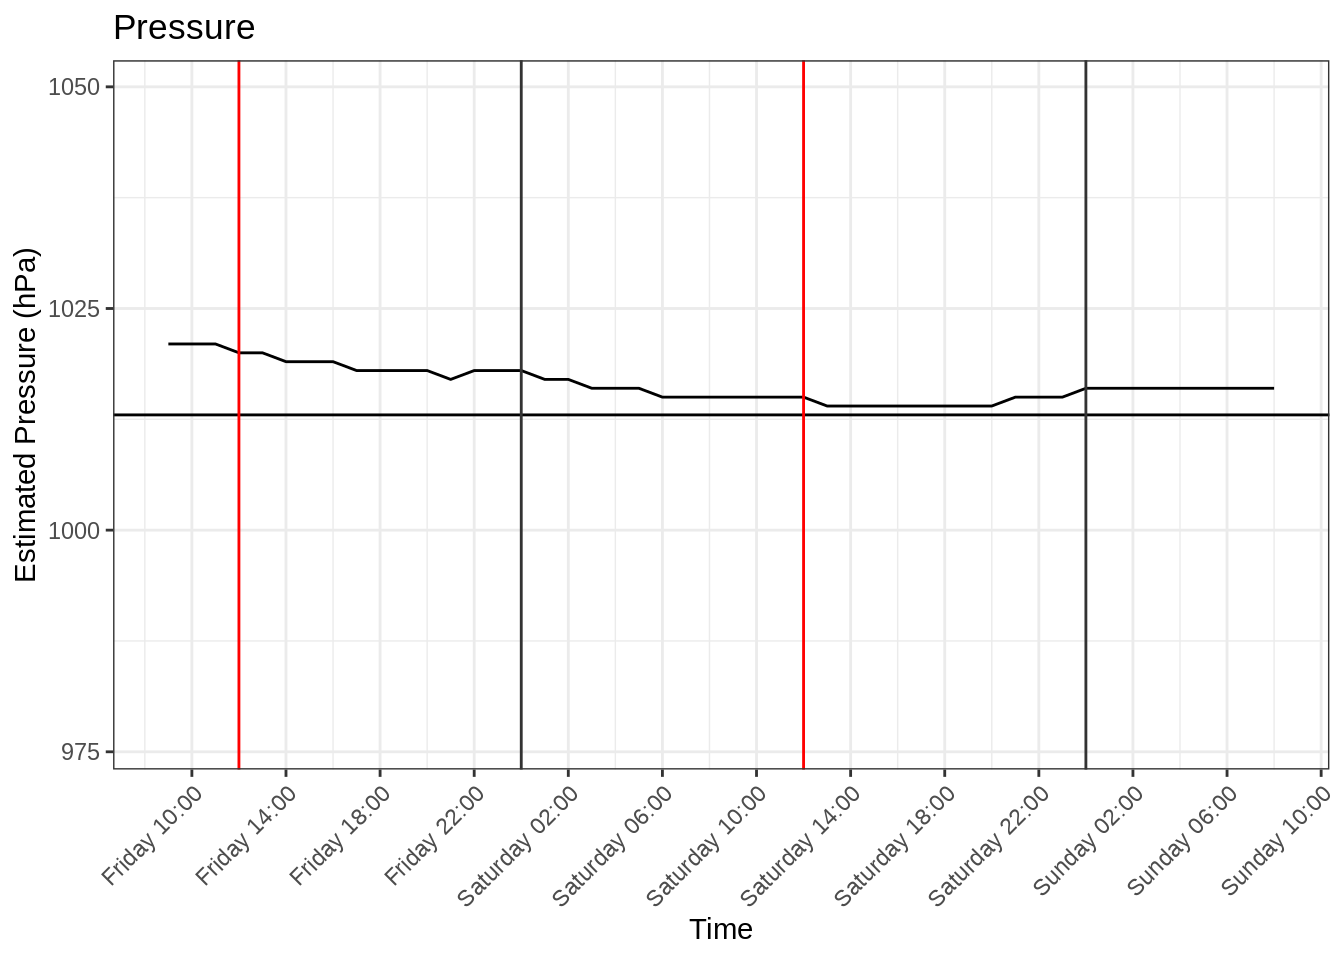 Pressure
Estimated Pressure (hPa)
1050
1025
1000
975
Friday 10:00
Friday 14:00
Friday 18:00
Friday 22:00
Saturday 02:00
Saturday 06:00
Saturday 10:00
Saturday 14:00
Saturday 18:00
Saturday 22:00
Sunday 02:00
Sunday 06:00
Sunday 10:00
Time